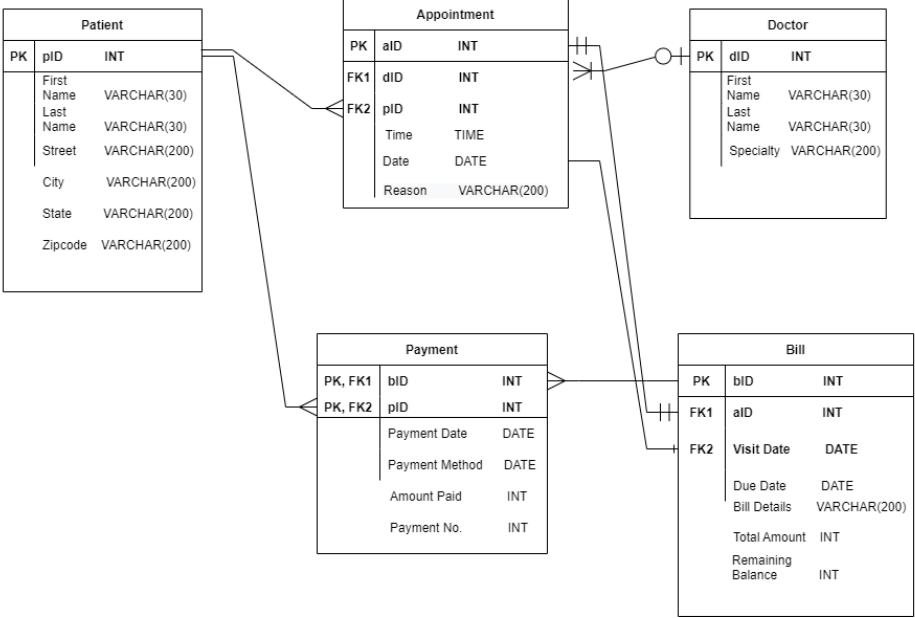 Patient
PK pID INT
First
Name VARCHAR(30)
Last
Name VARCHAR(30)
Street VARCHAR(200)
City VARCHAR(200)
State VARCHAR(200)
Zipcode VARCHAR(200)
Appointment
PK aID INT
FK1 dID INT
FK2 pID INT
Time TIME
Date DATE
Reason VARCHAR(200)
Doctor
PK dID INT
First
Name VARCHAR(30)
Last
Name VARCHAR(30)
Specialty VARCHAR(200)
Payment
PK, FK1 bID INT
PK, FK2 pID INT
Payment Date DATE
Payment Method DATE
Amount Paid INT
Payment No. INT
Bill
PK bID INT
FK1 aID INT
FK2 Visit Date DATE
Due Date DATE
Bill Details VARCHAR(200)
Total Amount INT
Remaining
Balance INT